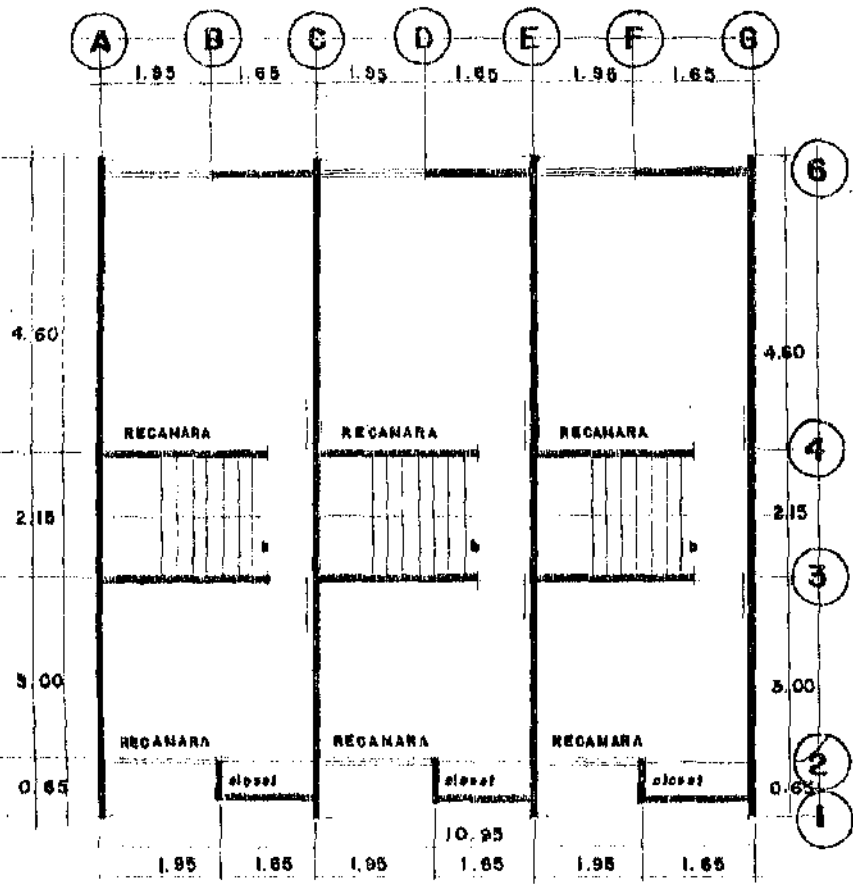 A B C D E F G
1.95 1.65 1.95 1.65 1.95 1.65
6
4.60 4.60
RECAMARA RECAMARA RECAMARA
4
2.15 2.15
b b b
3
3.00 3.00
RECAMARA RECAMARA RECAMARA
2
closet closet closet
0.65 0.65
1
10.95
1.95 1.65 1.95 1.65 1.95 1.65